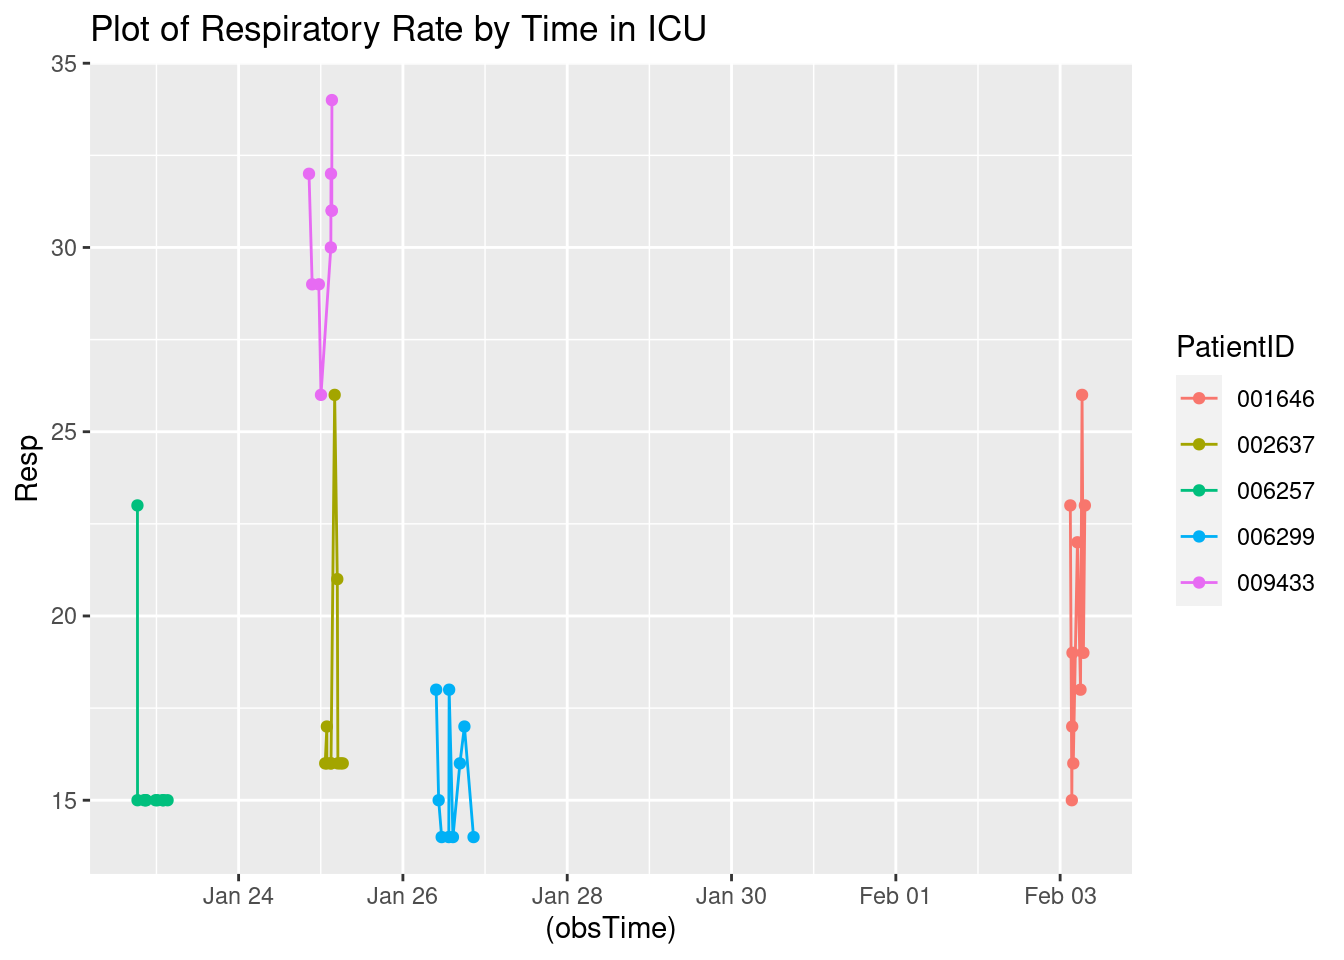 Plot of Respiratory Rate by Time in ICU
35
30
25
20
15
Resp
Jan 24
Jan 26
Jan 28
Jan 30
Feb 01
Feb 03
(obsTime)
PatientID
001646
002637
006257
006299
009433